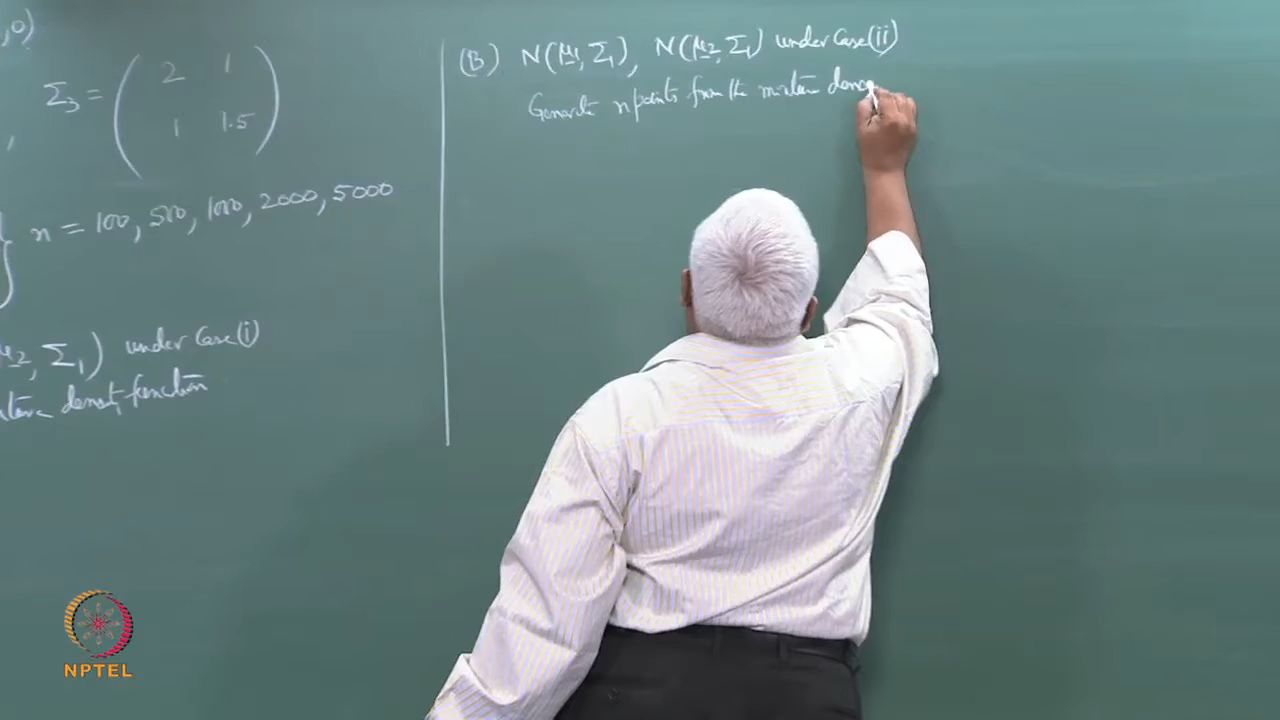 ,0)
Σ3 = ( 2 1
1 1.5 )
, 
} n = 100, 500, 1000, 2000, 5000
μ2, Σ1) under Case(i)
density function
(B) N(μ1, Σ1), N(μ2, Σ1) under Case(ii)
Generate n points from the mixture dens
NPTEL